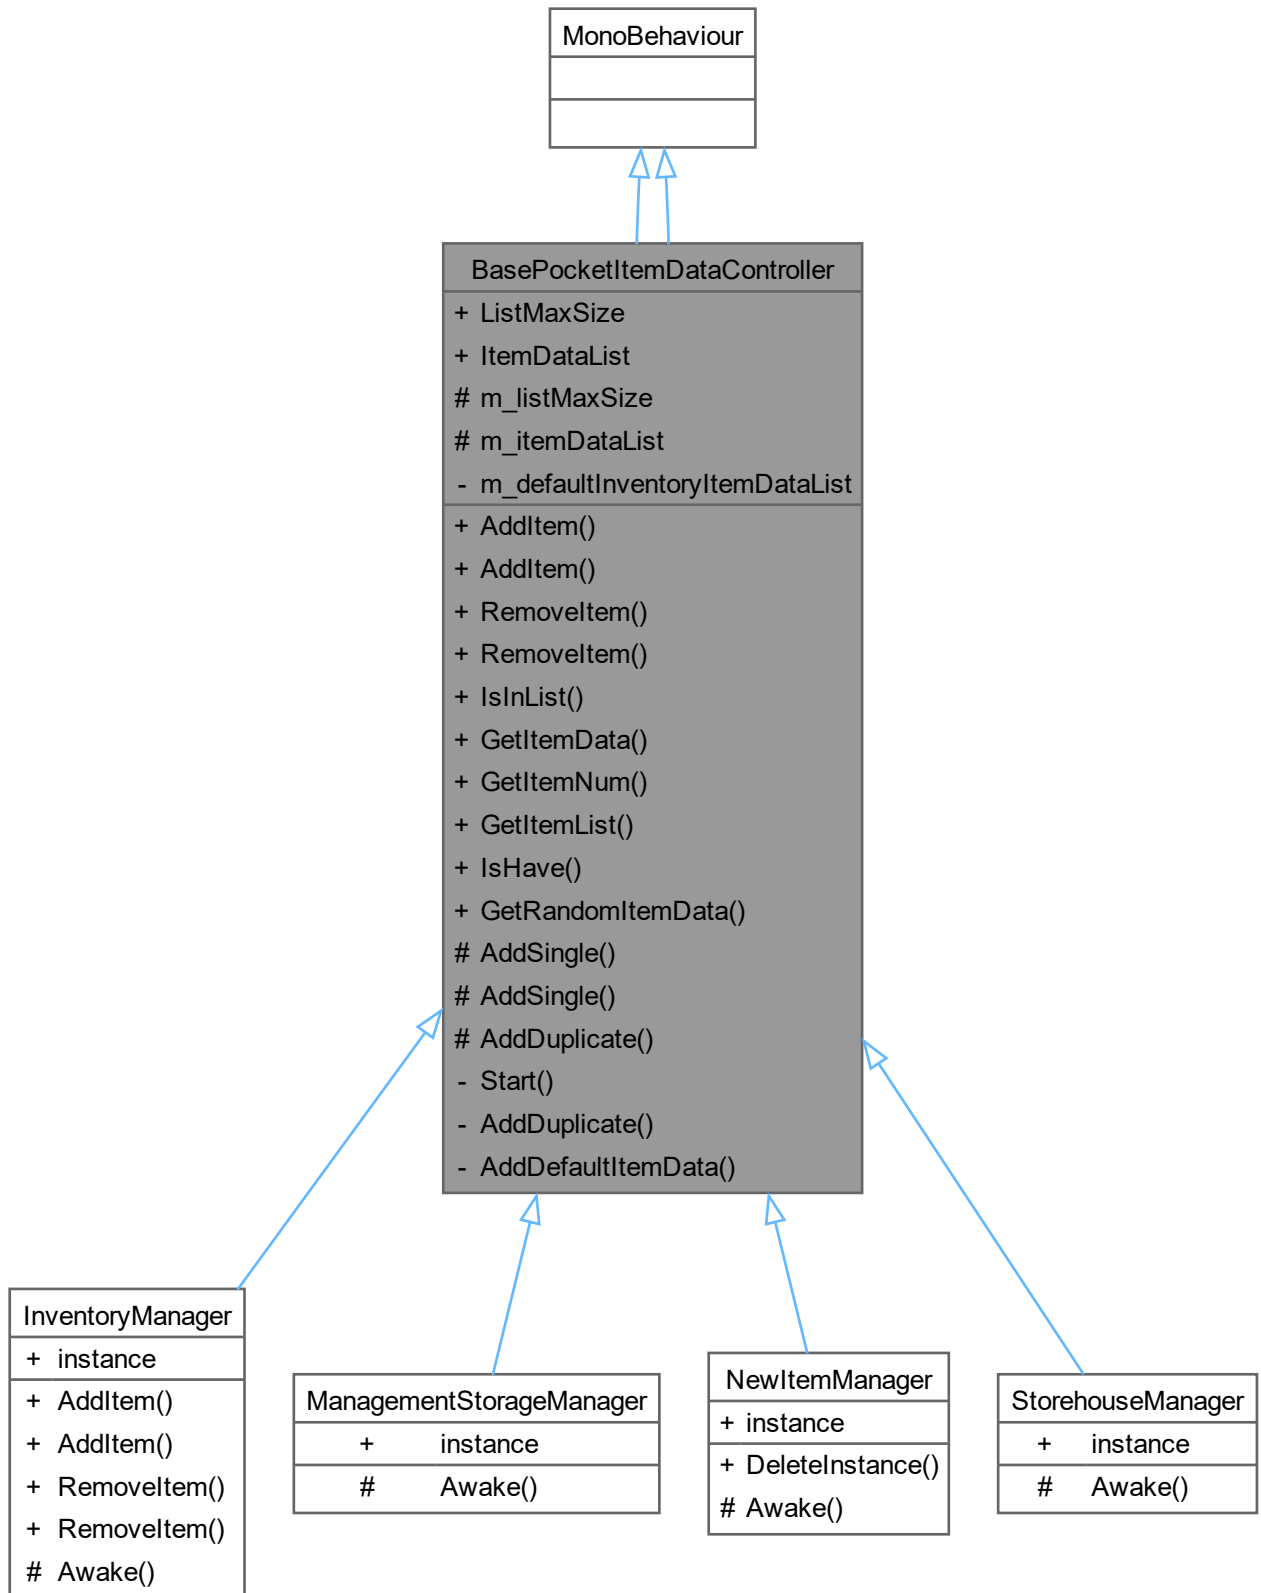 MonoBehaviour
BasePocketItemDataController
+ ListMaxSize
+ ItemDataList
# m_listMaxSize
# m_itemDataList
- m_defaultInventoryItemDataList
+ AddItem()
+ AddItem()
+ RemoveItem()
+ RemoveItem()
+ IsInList()
+ GetItemData()
+ GetItemNum()
+ GetItemList()
+ IsHave()
+ GetRandomItemData()
# AddSingle()
# AddSingle()
# AddDuplicate()
- Start()
- AddDuplicate()
- AddDefaultItemData()
InventoryManager
+ instance
+ AddItem()
+ AddItem()
+ RemoveItem()
+ RemoveItem()
# Awake()
ManagementStorageManager
+ instance
# Awake()
NewItemManager
+ instance
+ DeleteInstance()
# Awake()
StorehouseManager
+ instance
# Awake()